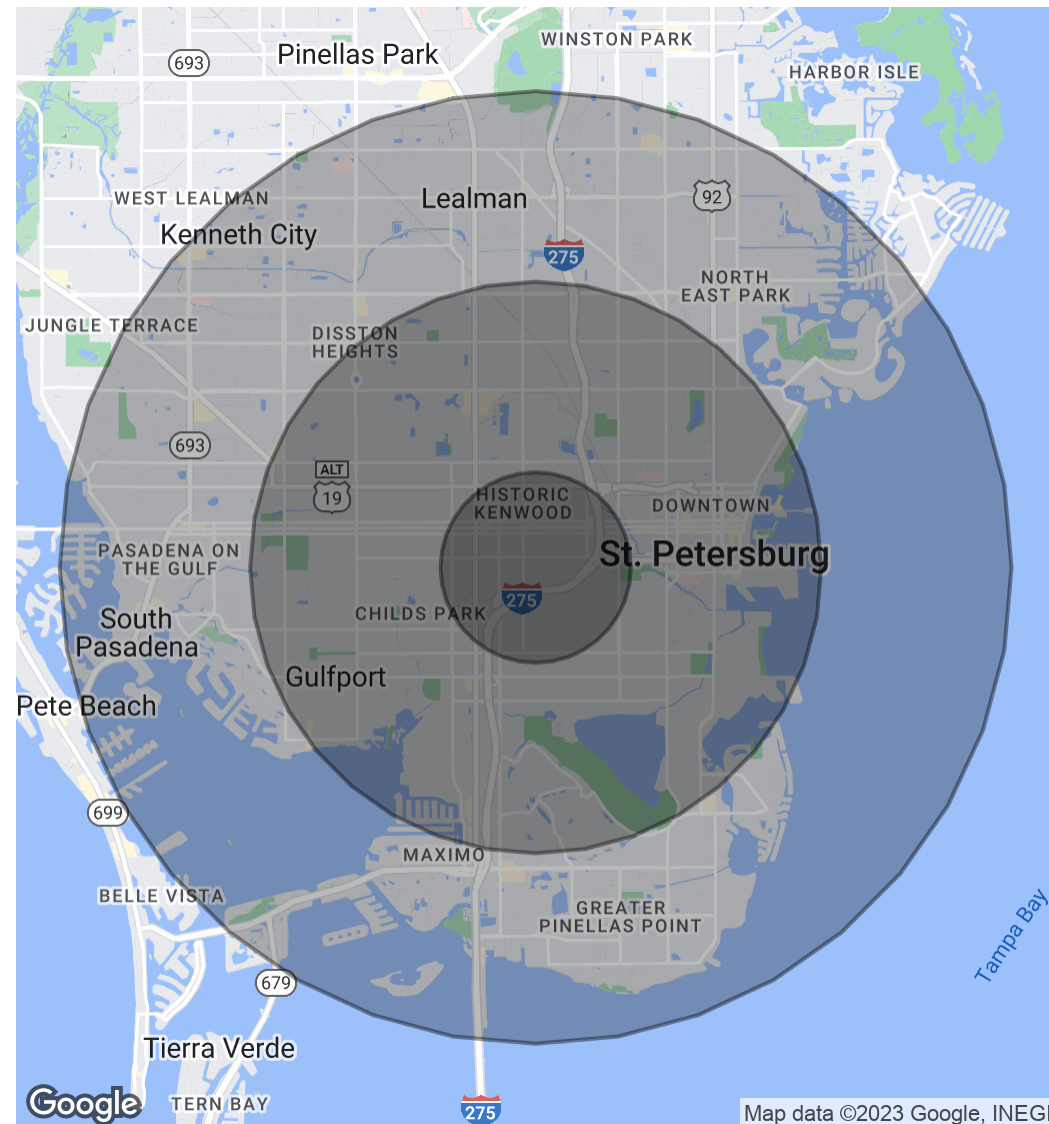 WINSTON PARK
Pinellas Park
693
HARBOR ISLE
WEST LEALMAN
Lealman
92
Kenneth City
275
NORTH
EAST PARK
JUNGLE TERRACE
DISSTON
HEIGHTS
693
ALT
19
HISTORIC
KENWOOD
DOWNTOWN
PASADENA ON
THE GULF
St. Petersburg
275
CHILDS PARK
South
Pasadena
Gulfport
Pete Beach
699
MAXIMO
BELLE VISTA
GREATER
PINELLAS POINT
Tampa Bay
679
Tierra Verde
Google
TERN BAY
275
Map data ©2023 Google, INEGI